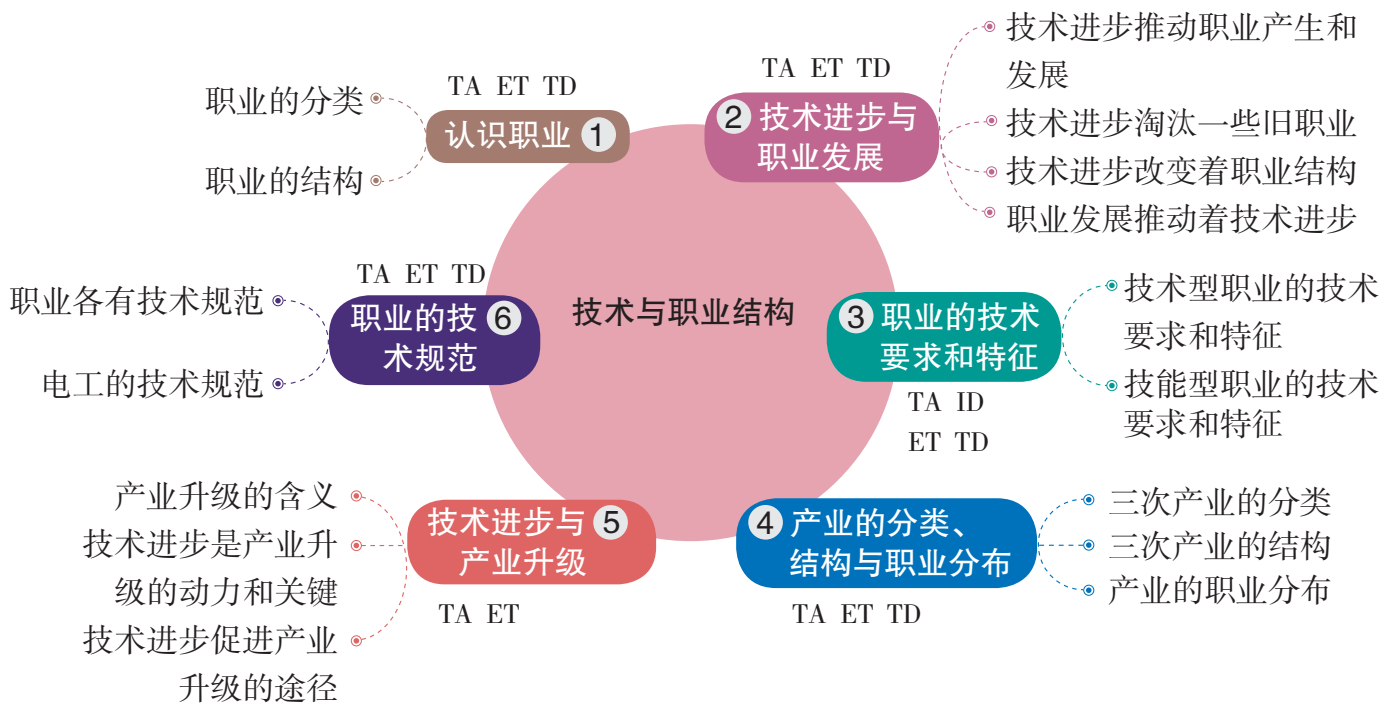 技术与职业结构
TA ET TD
认识职业 1
职业的分类
职业的结构
TA ET TD
2 技术进步与
职业发展
技术进步推动职业产生和
发展
技术进步淘汰一些旧职业
技术进步改变着职业结构
职业发展推动着技术进步
3 职业的技术
要求和特征
TA ID
ET TD
技术型职业的技术
要求和特征
技能型职业的技术
要求和特征
4 产业的分类、
结构与职业分布
TA ET TD
三次产业的分类
三次产业的结构
产业的职业分布
技术进步与 5
产业升级
TA ET
产业升级的含义
技术进步是产业升
级的动力和关键
技术进步促进产业
升级的途径
TA ET TD
职业的技 6
术规范
职业各有技术规范
电工的技术规范